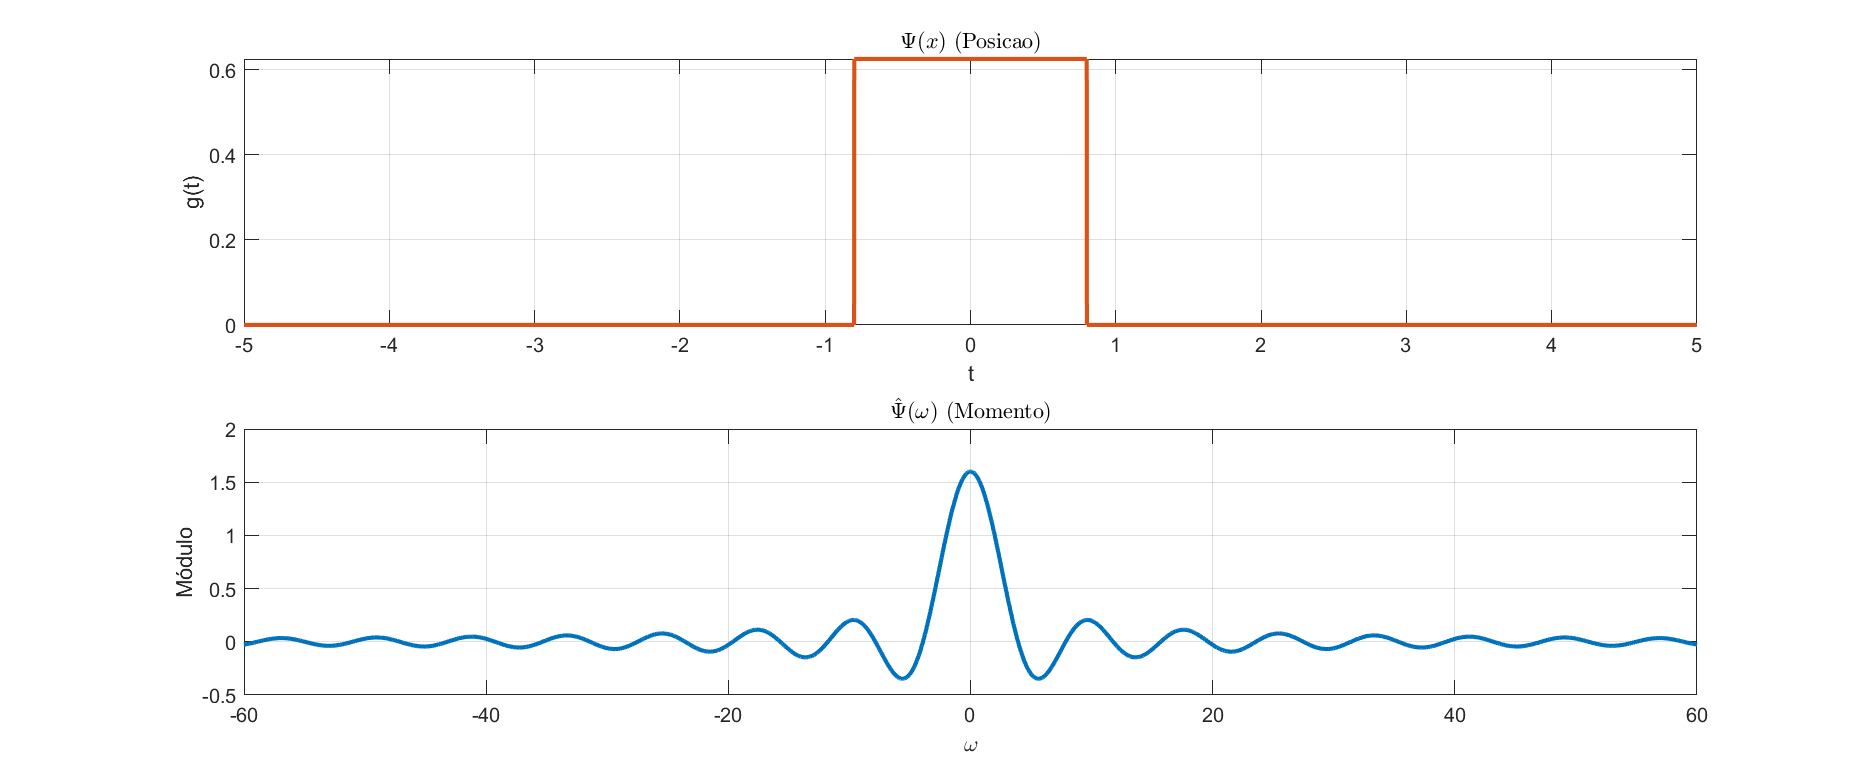 Ψ(x) (Posicao)
0.6
0.4
0.2
0
g(t)
-5 -4 -3 -2 -1 0 1 2 3 4 5
t
Ψ̂(ω) (Momento)
2
1.5
1
0.5
0
-0.5
Módulo
-60 -40 -20 0 20 40 60
ω